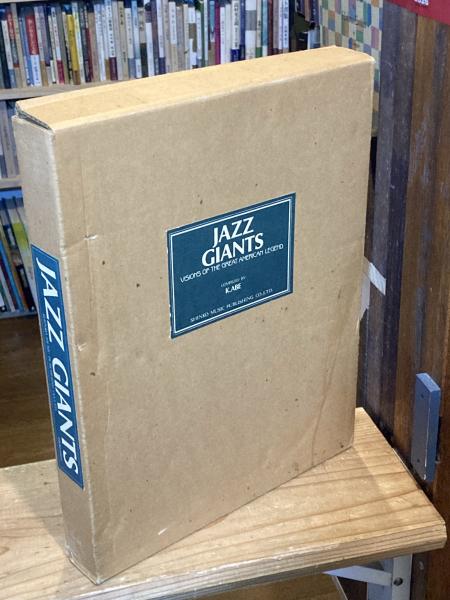 JAZZ
GIANTS
VISIONS OF THE GREAT AMERICAN LEGEND
COMPILED BY
K.ABE
SHINKO MUSIC PUBLISHING CO.,LTD.
JAZZ GIANTS